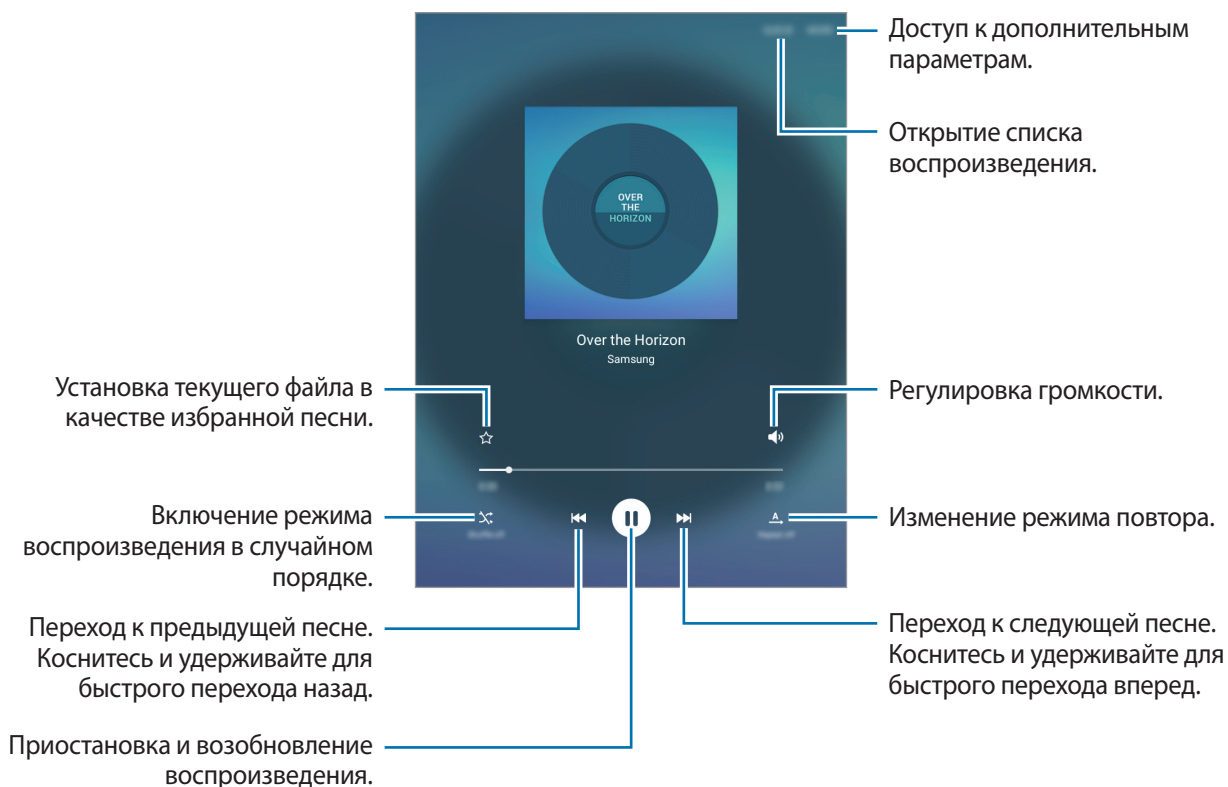 Доступ к дополнительным
параметрам.
Открытие списка
воспроизведения.
OVER
THE
HORIZON
Over the Horizon
Samsung
Установка текущего файла в
качестве избранной песни.
Регулировка громкости.
Включение режима
воспроизведения в случайном
порядке.
Изменение режима повтора.
Переход к предыдущей песне.
Коснитесь и удерживайте для
быстрого перехода назад.
Переход к следующей песне.
Коснитесь и удерживайте для
быстрого перехода вперед.
Приостановка и возобновление
воспроизведения.